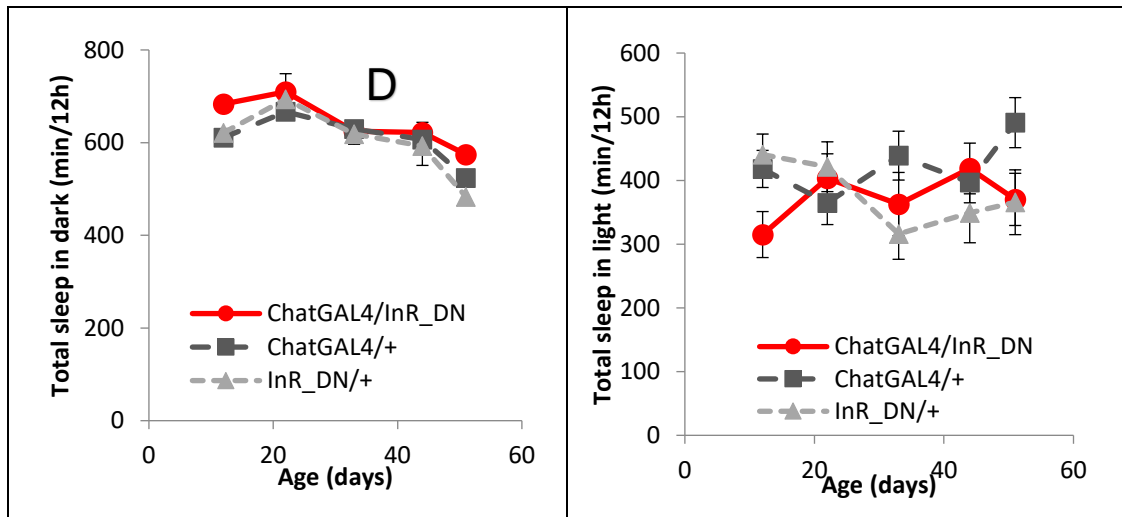 Total sleep in dark (min/12h)
800
600
400
200
0
D
ChatGAL4/InR_DN
ChatGAL4/+
InR_DN/+
0 20 40 60
Age (days)
Total sleep in light (min/12h)
600
500
400
300
200
100
0
ChatGAL4/InR_DN
ChatGAL4/+
InR_DN/+
0 20 40 60
Age (days)